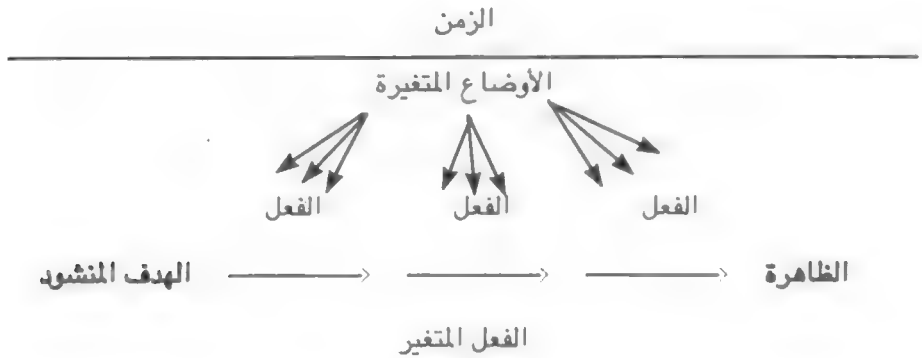 الزمن
الأوضاع المتغيرة
الفعل الفعل الفعل
الظاهرة الهدف المنشود
الفعل المتغير